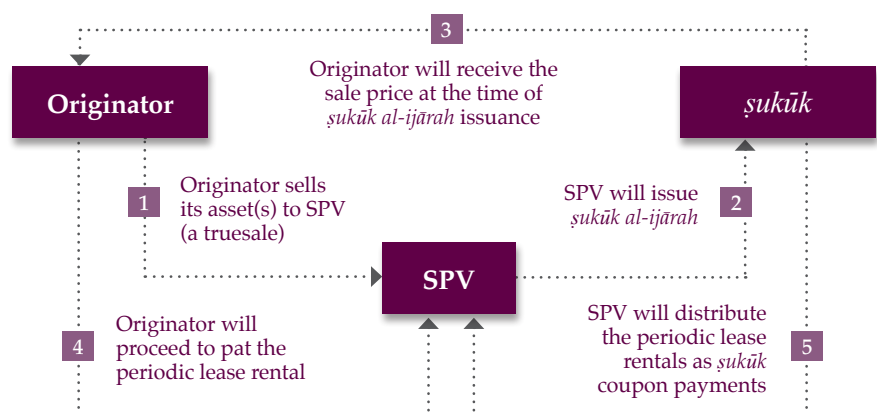 3
Originator will receive the
sale price at the time of
ṣukūk al-ijārah issuance
Originator
ṣukūk
1
Originator sells
its asset(s) to SPV
(a truesale)
SPV will issue
ṣukūk al-ijārah
2
SPV
4
Originator will
proceed to pat the
periodic lease rental
SPV will distribute
the periodic lease
rentals as ṣukūk
coupon payments
5